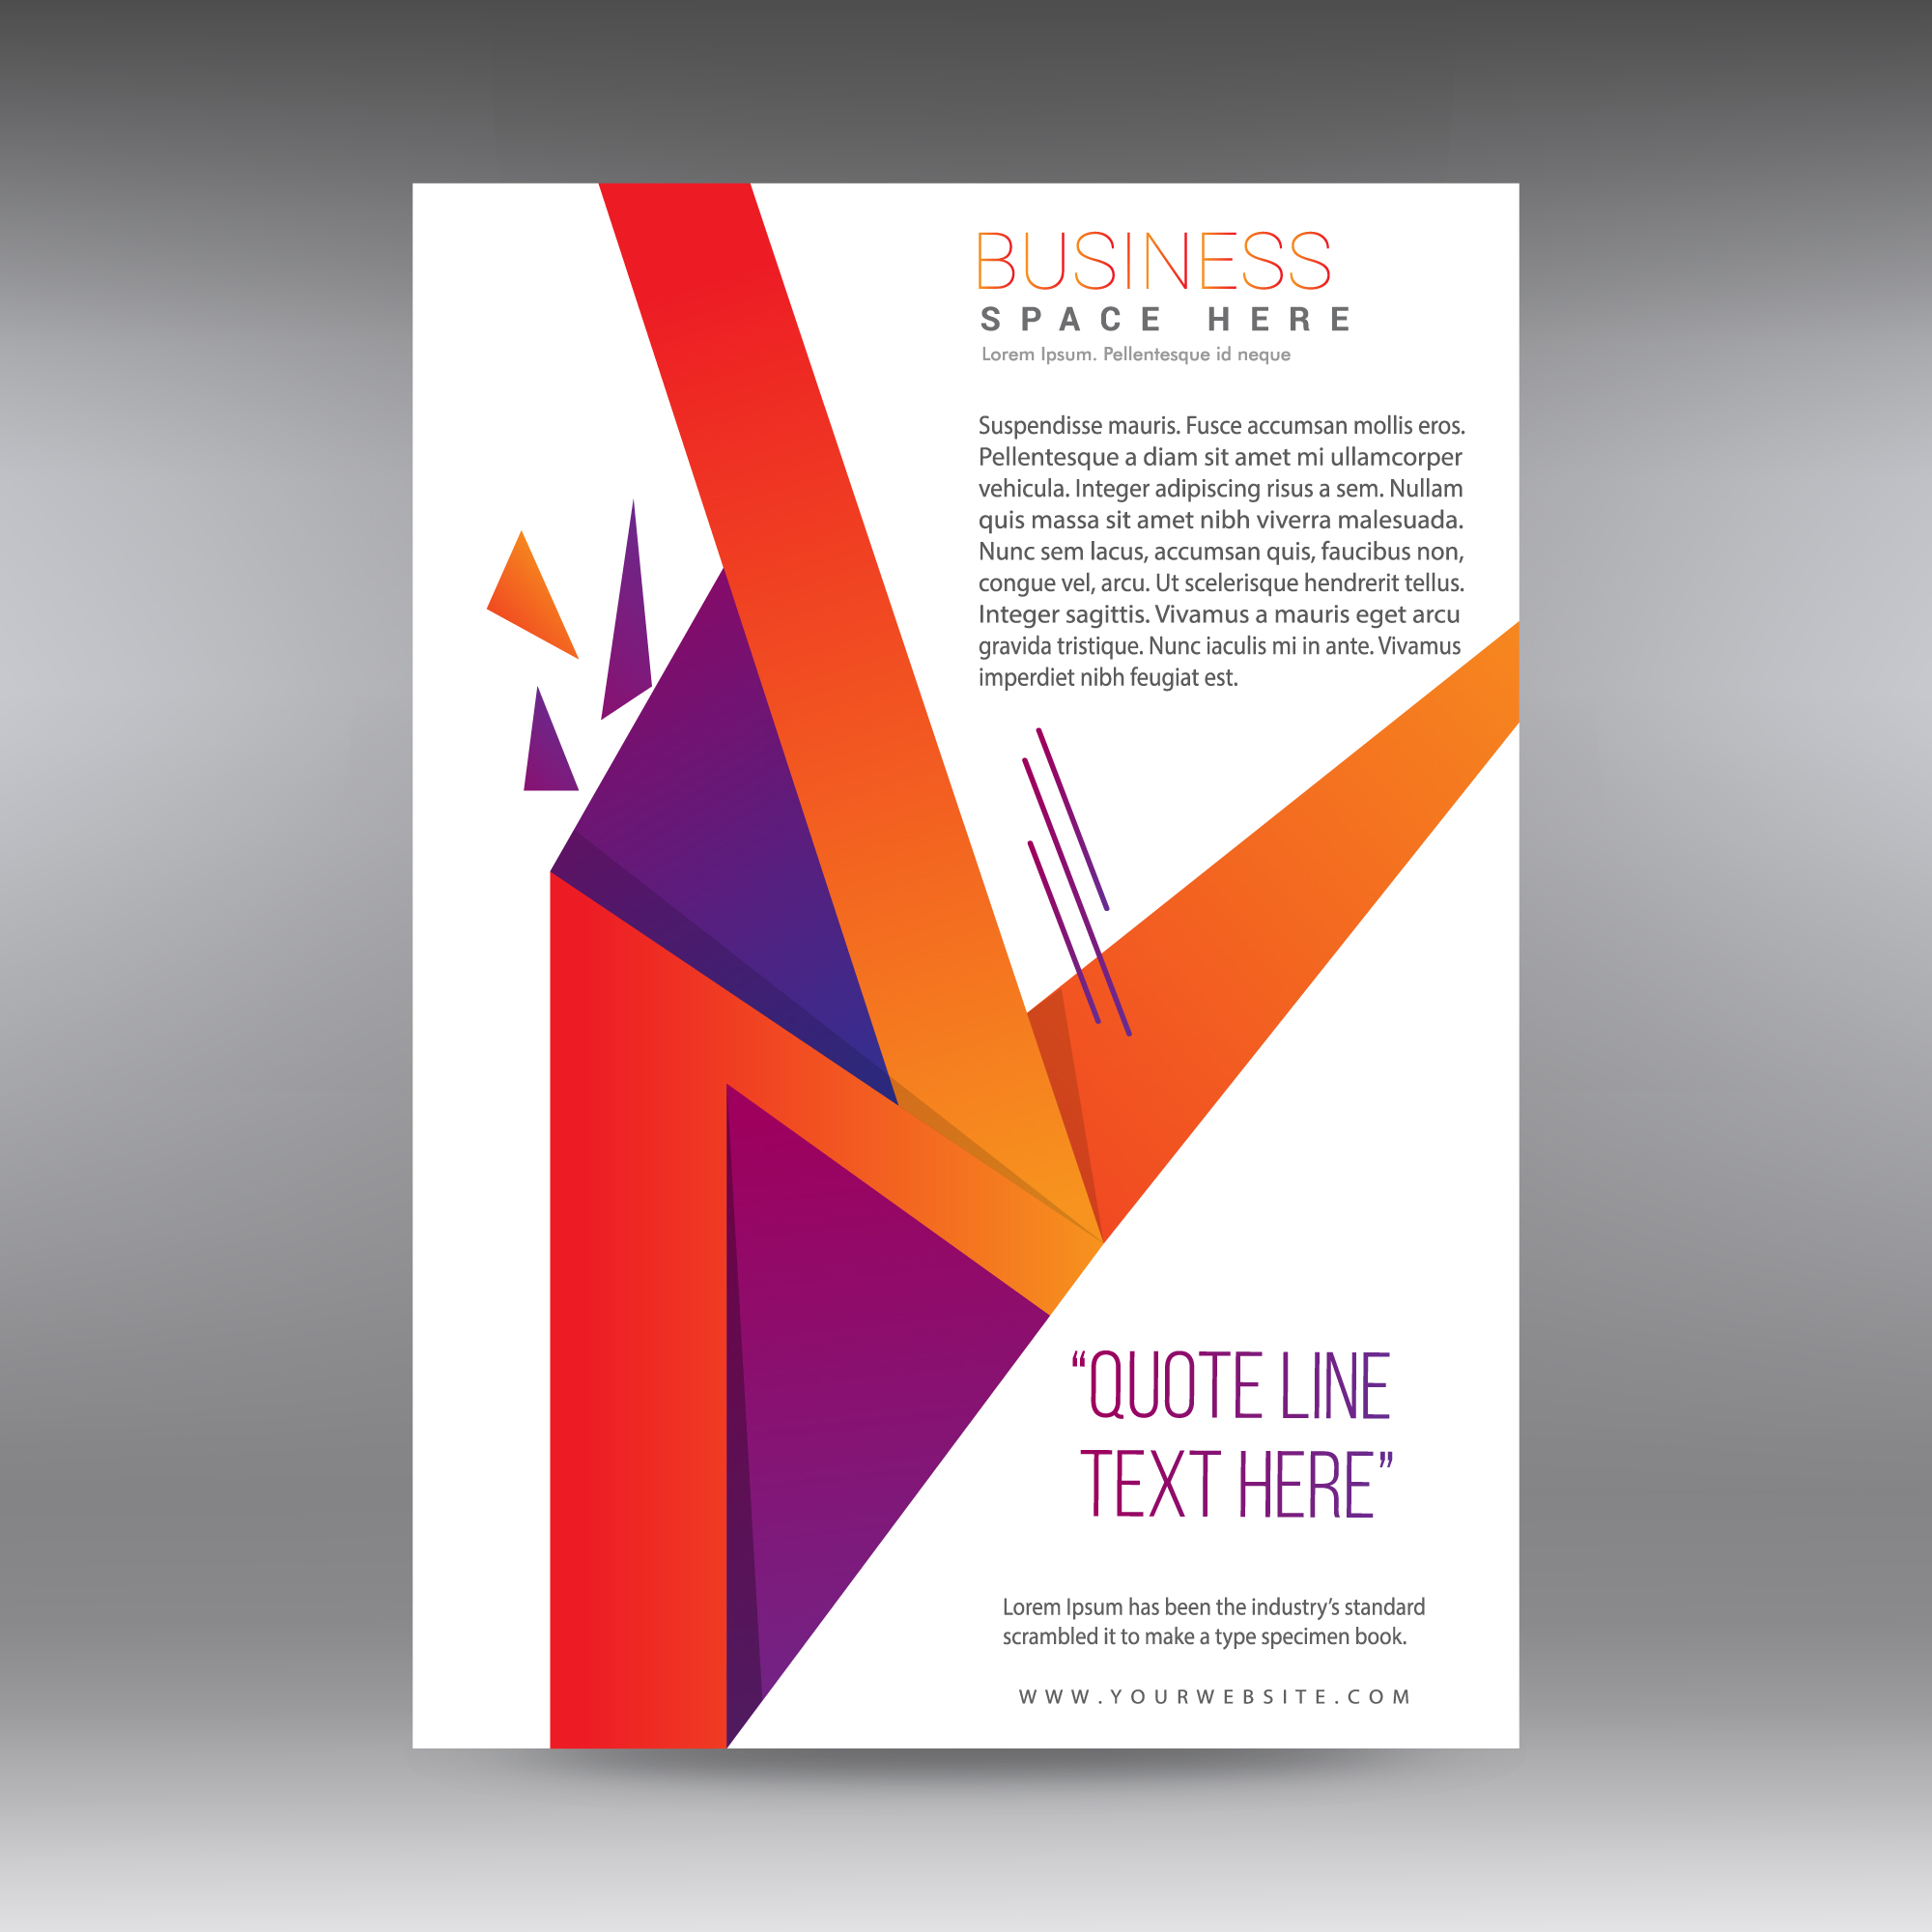 BUSINESS
SPACE HERE
Lorem Ipsum. Pellentesque id neque
Suspendisse mauris. Fusce accumsan mollis eros.
Pellentesque a diam sit amet mi ullamcorper
vehicula. Integer adipiscing risus a sem. Nullam
quis massa sit amet nibh viverra malesuada.
Nunc sem lacus, accumsan quis, faucibus non,
congue vel, arcu. Ut scelerisque hendrerit tellus.
Integer sagittis. Vivamus a mauris eget arcu
gravida tristique. Nunc iaculis mi in ante. Vivamus
imperdiet nibh feugiat est.
“QUOTE LINE
TEXT HERE”
Lorem Ipsum has been the industry’s standard
scrambled it to make a type specimen book.
WWW.YOURWEBSITE.COM